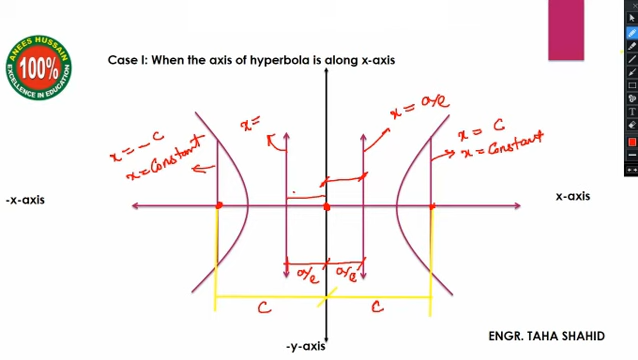 ANEES HUSSAIN
100%
EXCELLENCE IN EDUCATION
Case I: When the axis of hyperbola is along x-axis
x =
x = a/e
x = -c
x = Constant
x = c
x = Constant
-x-axis
x-axis
a/e
a/e
C
C
-y-axis
ENGR. TAHA SHAHID